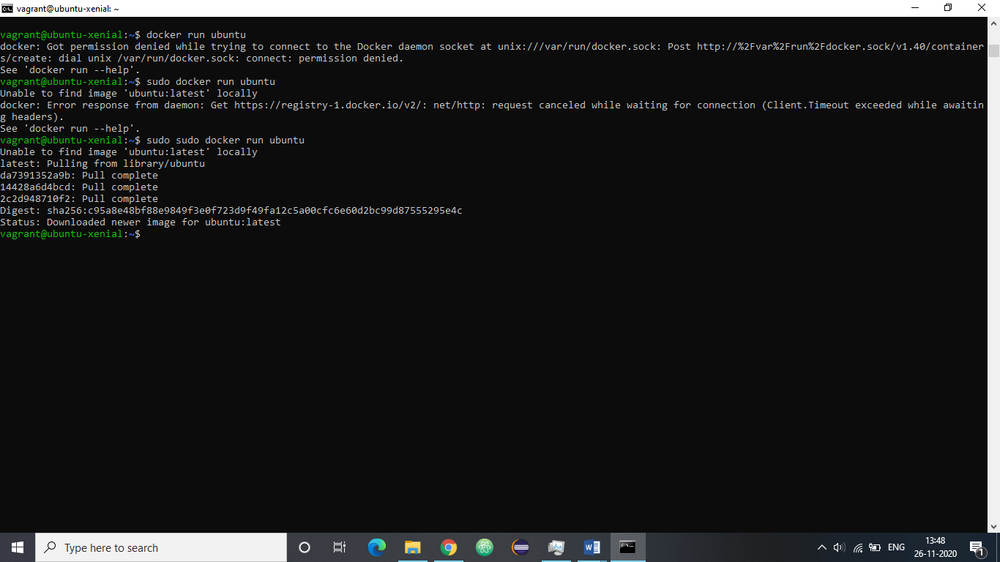 vagrant@ubuntu-xenial: ~
vagrant@ubuntu-xenial:~$ docker run ubuntu
docker: Got permission denied while trying to connect to the Docker daemon socket at unix:///var/run/docker.sock: Post http://%2Fvar%2Frun%2Fdocker.sock/v1.40/container
s/create: dial unix /var/run/docker.sock: connect: permission denied.
See 'docker run --help'.
vagrant@ubuntu-xenial:~$ sudo docker run ubuntu
Unable to find image 'ubuntu:latest' locally
docker: Error response from daemon: Get https://registry-1.docker.io/v2/: net/http: request canceled while waiting for connection (Client.Timeout exceeded while awaitin
g headers).
See 'docker run --help'.
vagrant@ubuntu-xenial:~$ sudo sudo docker run ubuntu
Unable to find image 'ubuntu:latest' locally
latest: Pulling from library/ubuntu
da7391352a9b: Pull complete
14428a6d4bcd: Pull complete
2c2d948710f2: Pull complete
Digest: sha256:c95a8e48bf88e9849f3e0f723d9f49fa12c5a00cfc6e60d2bc99d87555295e4c
Status: Downloaded newer image for ubuntu:latest
vagrant@ubuntu-xenial:~$
Type here to search
ENG
13:48
26-11-2020
1